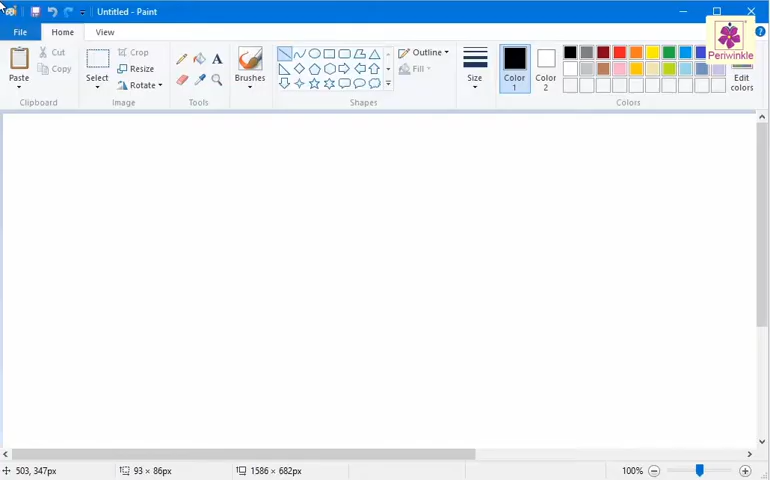 Untitled - Paint
File
Home
View
Paste
Cut
Copy
Clipboard
Select
Crop
Resize
Rotate
Image
A
Tools
Brushes
Shapes
Outline
Fill
Size
Color
1
Color
2
Colors
Edit
colors
Periwinkle
?
503, 347px
93 × 86px
1586 × 682px
100%